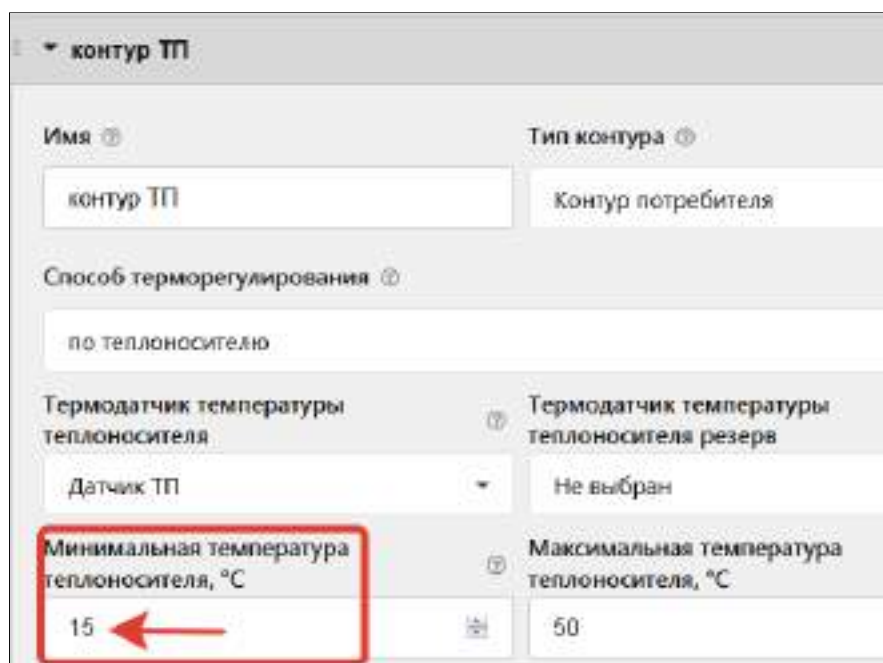 контур ТП
Имя
Тип контура
контур ТП
Контур потребителя
Способ терморегулирования
по теплоносителю
Термодатчик температуры
теплоносителя
Термодатчик температуры
теплоносителя резерв
Датчик ТП
Не выбран
Минимальная температура
теплоносителя, °C
Максимальная температура
теплоносителя, °C
15
50